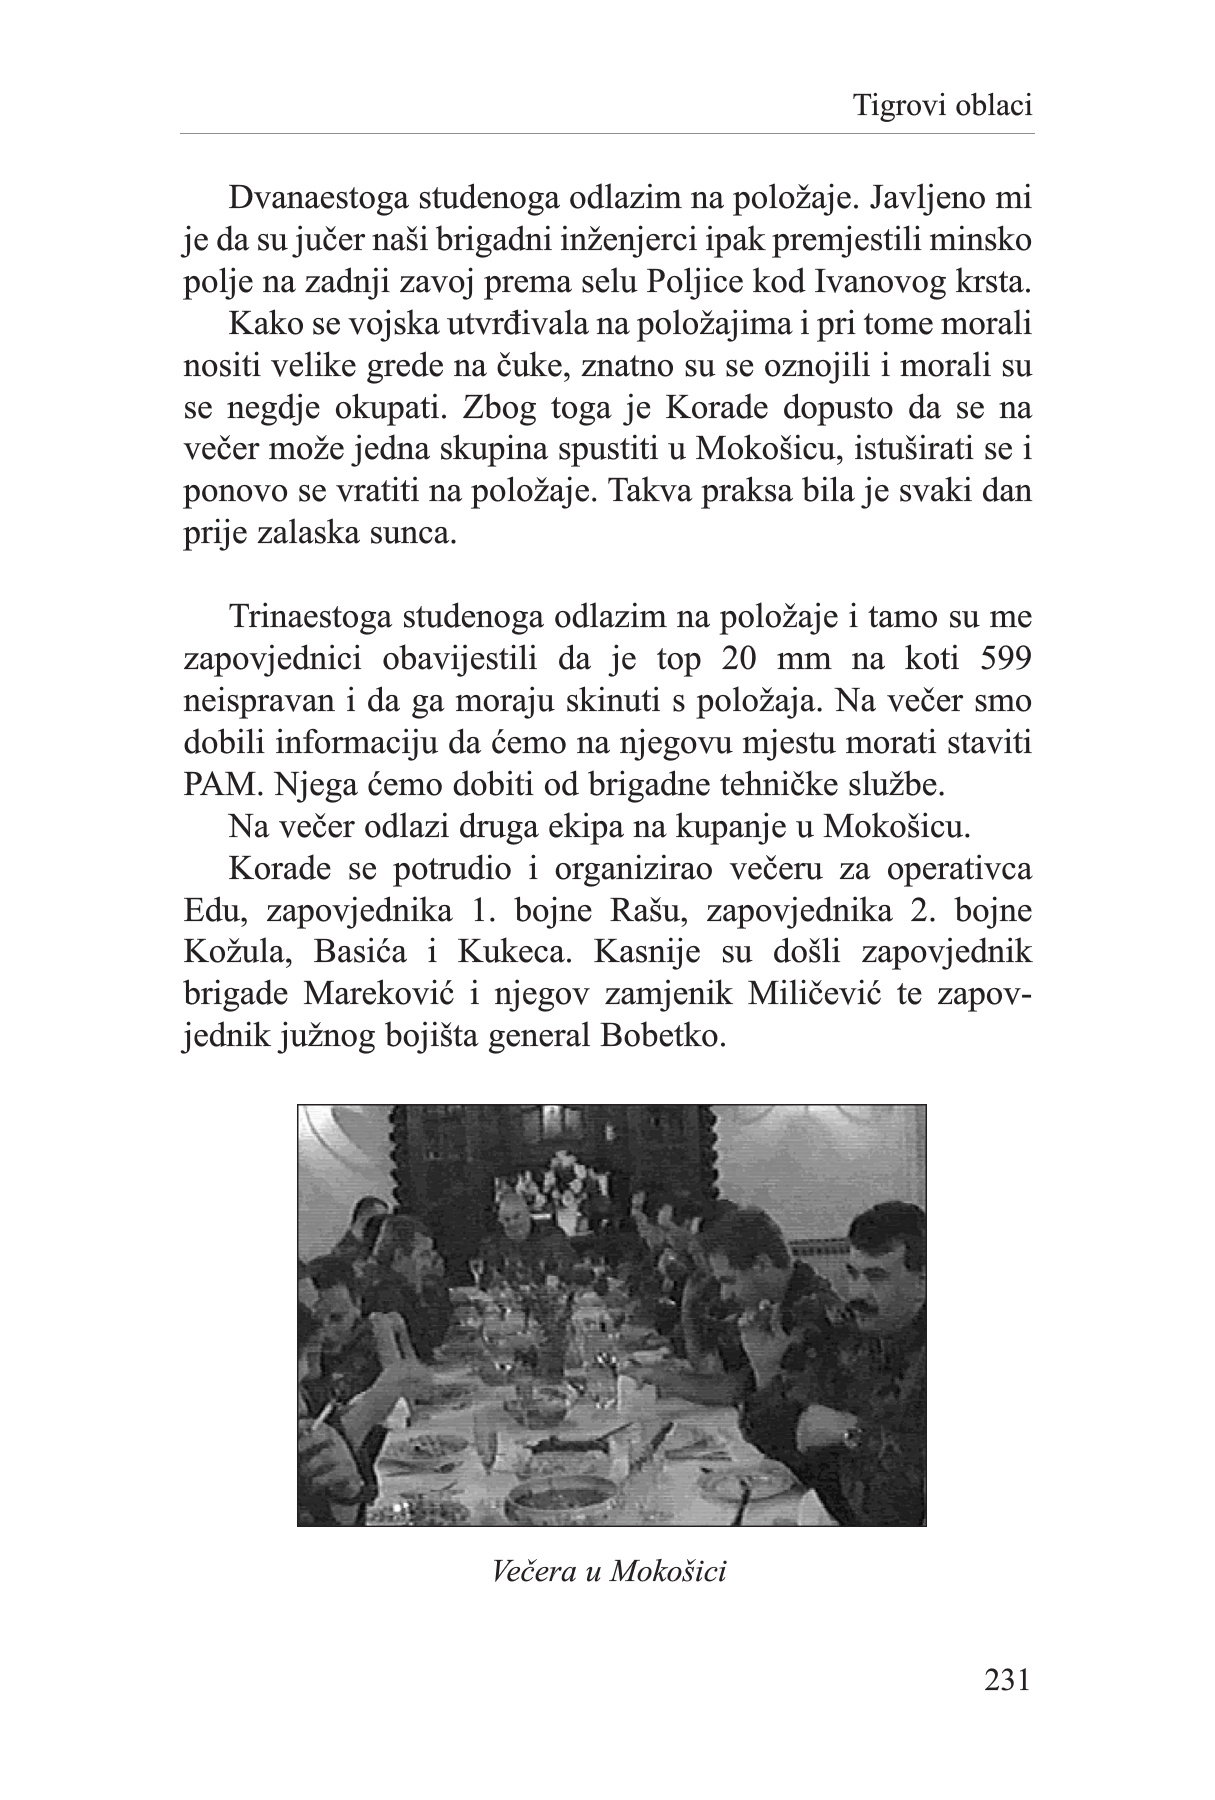 Tigrovi oblaci
Dvanaestoga studenoga odlazim na položaje. Javljeno mi
je da su jučer naši brigadni inženjerci ipak premjestili minsko
polje na zadnji zavoj prema selu Poljice kod Ivanovog krsta.
Kako se vojska utvrđivala na položajima i pri tome morali
nositi velike grede na čuke, znatno su se oznojili i morali su
se negdje okupati. Zbog toga je Korade dopusto da se na
večer može jedna skupina spustiti u Mokošicu, istuširati se i
ponovo se vratiti na položaje. Takva praksa bila je svaki dan
prije zalaska sunca.
Trinaestoga studenoga odlazim na položaje i tamo su me
zapovjednici obavijestili da je top 20 mm na koti 599
neispravan i da ga moraju skinuti s položaja. Na večer smo
dobili informaciju da ćemo na njegovu mjestu morati staviti
PAM. Njega ćemo dobiti od brigadne tehničke službe.
Na večer odlazi druga ekipa na kupanje u Mokošicu.
Korade se potrudio i organizirao večeru za operativca
Edu, zapovjednika 1. bojne Rašu, zapovjednika 2. bojne
Kožula, Basića i Kukeca. Kasnije su došli zapovjednik
brigade Mareković i njegov zamjenik Miličević te zapov-
jednik južnog bojišta general Bobetko.
Večera u Mokošici
231